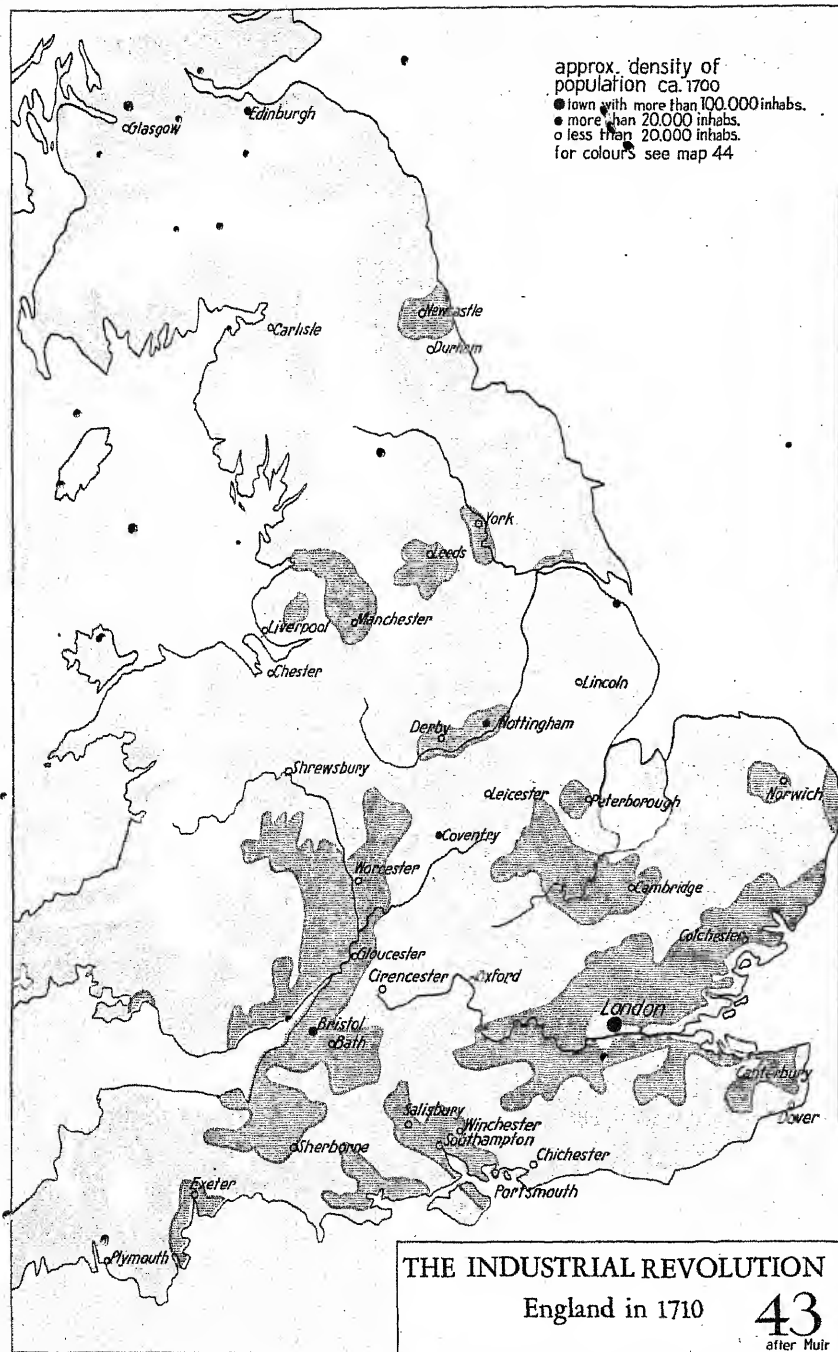 approx. density of
population ca. 1700
town with more than 100.000 inhabs.
more than 20.000 inhabs.
less than 20.000 inhabs.
for colours see map 44
Glasgow
Edinburgh
Newcastle
Carlisle
Durham
York
Leeds
Liverpool
Manchester
Chester
Lincoln
Derby
Nottingham
Shrewsbury
Leicester
Peterborough
Norwich
Coventry
Worcester
Cambridge
Colchester
Gloucester
Cirencester
Oxford
London
Bristol
Bath
Canterbury
Dover
Salisbury
Winchester
Southampton
Sherborne
Chichester
Portsmouth
Exeter
Plymouth
THE INDUSTRIAL REVOLUTION
England in 1710
43
after Muir